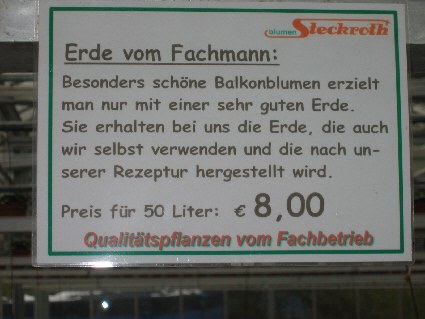 blumen Steckroth
Erde vom Fachmann:
Besonders schöne Balkonblumen erzielt
man nur mit einer sehr guten Erde.
Sie erhalten bei uns die Erde, die auch
wir selbst verwenden und die nach un-
serer Rezeptur hergestellt wird.
Preis für 50 Liter: € 8,00
Qualitätspflanzen vom Fachbetrieb